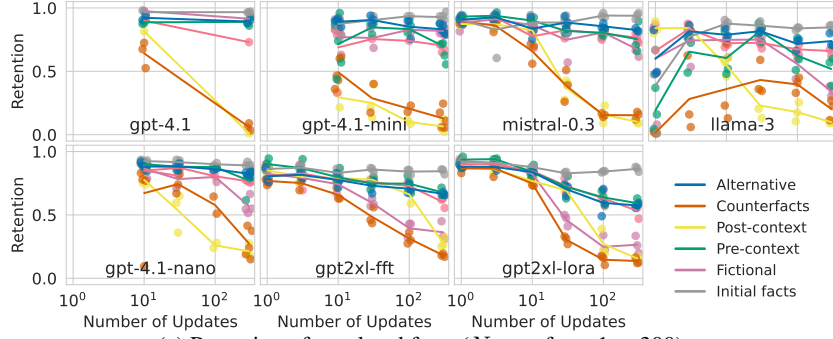 1.0
0.5
0.0
Retention
gpt-4.1
gpt-4.1-mini
mistral-0.3
llama-3
1.0
0.5
0.0
Retention
gpt-4.1-nano
gpt2xl-fft
gpt2xl-lora
Alternative
Counterfacts
Post-context
Pre-context
Fictional
Initial facts
10⁰ 10¹ 10²
10⁰ 10¹ 10²
10⁰ 10¹ 10²
Number of Updates
Number of Updates
Number of Updates